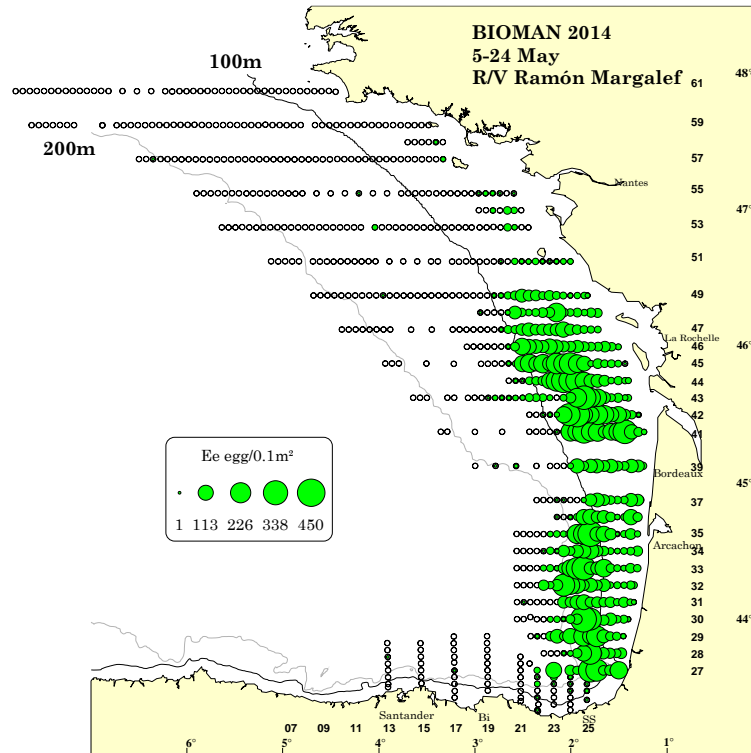 BIOMAN 2014
5-24 May
R/V Ramón Margalef
100m
200m
61
59
57
55
53
51
49
47
46
45
44
43
42
41
39
37
35
34
33
32
31
30
29
28
27
48°
47°
46°
45°
44°
Nantes
La Rochelle
Bordeaux
Arcachon
Ee egg/0.1m²
1 113 226 338 450
Santander Bi SS
07 09 11 13 15 17 19 21 23 25
6° 5° 4° 3° 2° 1°